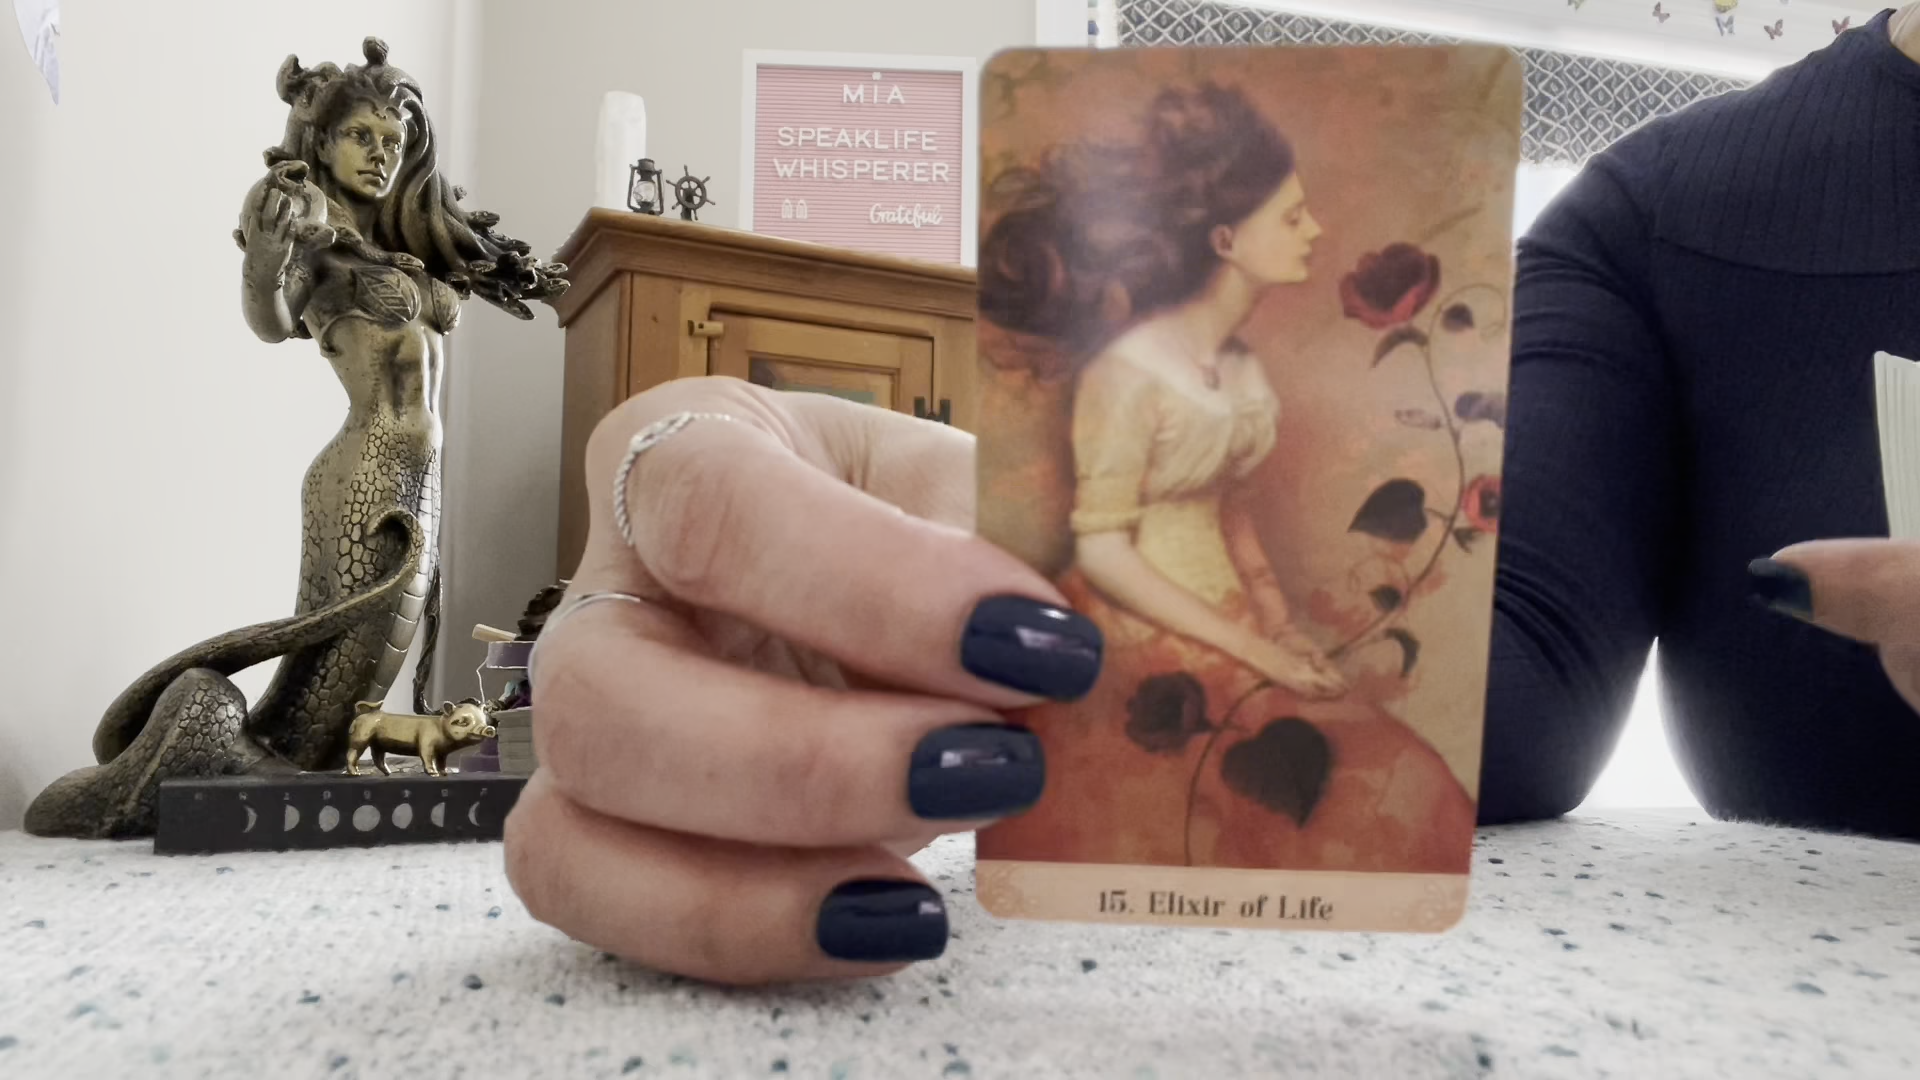 MIA
SPEAKLIFE
WHISPERER
Grateful
15. Elixir of Life